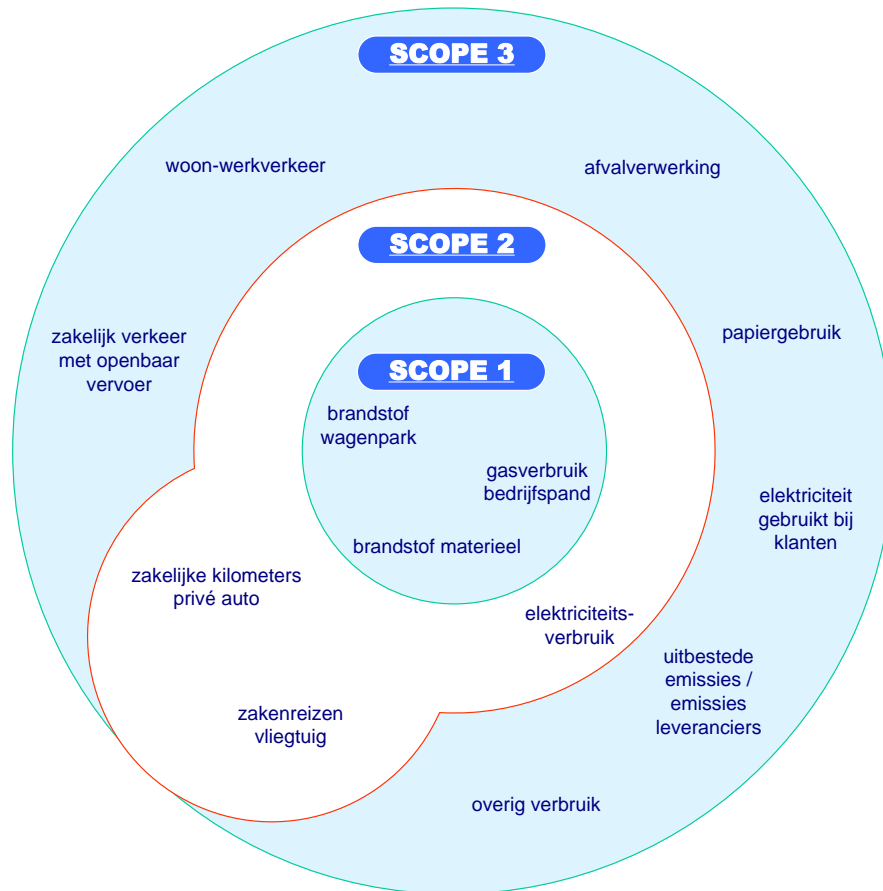 SCOPE 3
woon-werkverkeer
afvalverwerking
SCOPE 2
zakelijk verkeer
met openbaar
vervoer
papiergebruik
SCOPE 1
brandstof
wagenpark
gasverbruik
bedrijfspand
elektriciteit
gebruikt bij
klanten
brandstof materieel
zakelijke kilometers
privé auto
elektriciteits-
verbruik
uitbestede
emissies /
emissies
leveranciers
zakenreizen
vliegtuig
overig verbruik